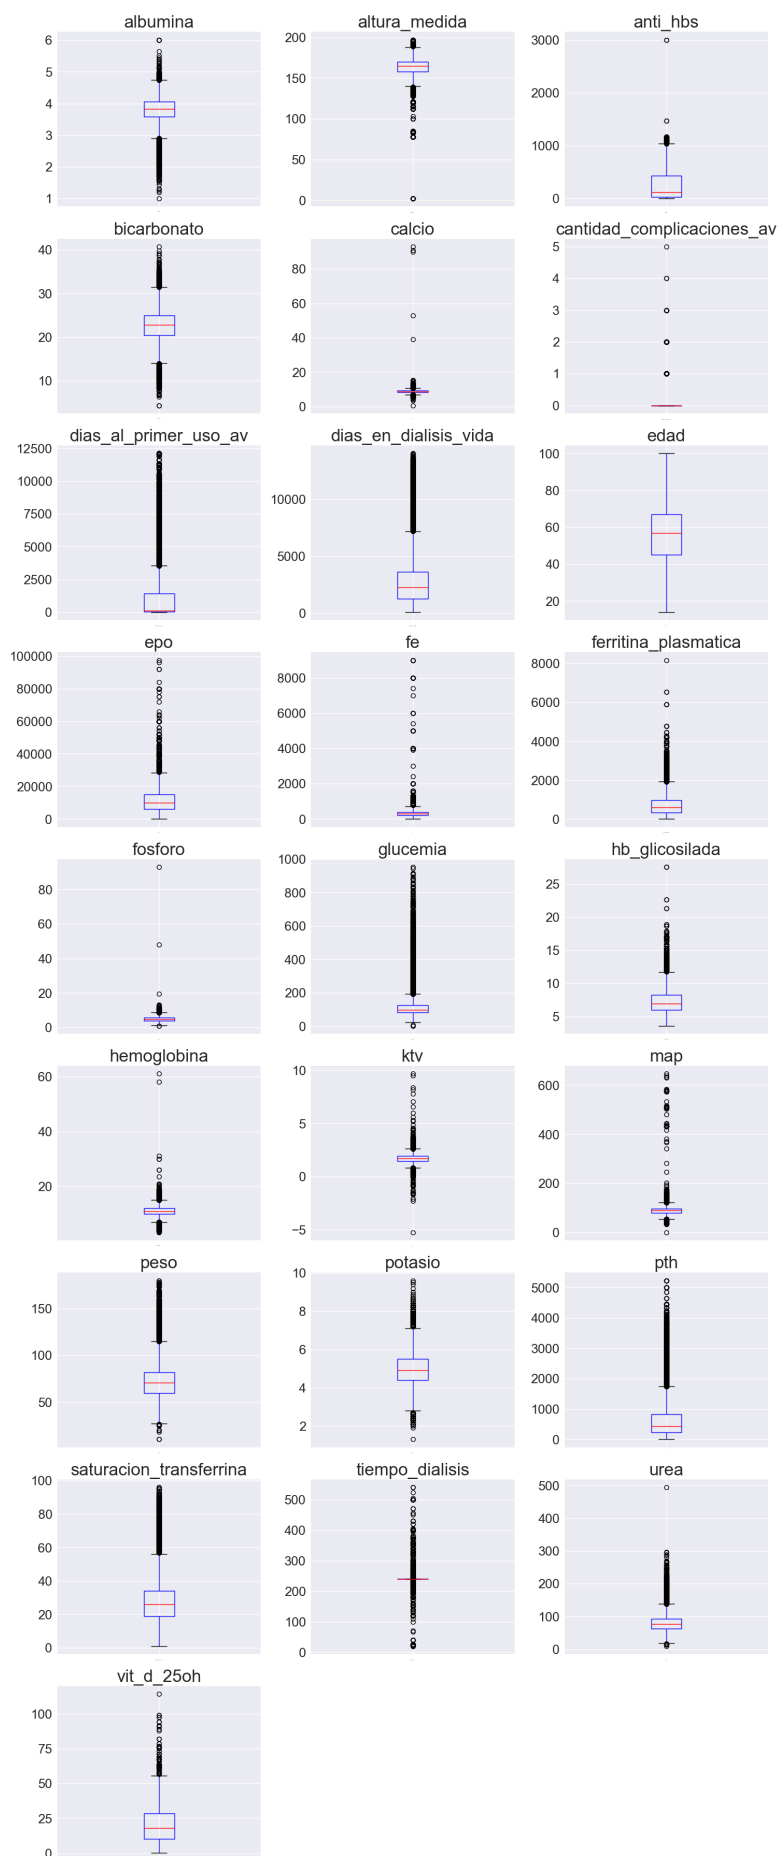 albumina altura_medida anti_hbs
6 5 4 3 2 1
200 150 100 50 0
3000 2000 1000 0
bicarbonato calcio cantidad_complicaciones_av
40 30 20 10
80 60 40 20 0
5 4 3 2 1 0
dias_al_primer_uso_av dias_en_dialisis_vida edad
12500 10000 7500 5000 2500 0
10000 5000 0
100 80 60 40 20
epo fe ferritina_plasmatica
100000 80000 60000 40000 20000 0
8000 6000 4000 2000 0
8000 6000 4000 2000 0
fosforo glucemia hb_glicosilada
80 60 40 20 0
1000 800 600 400 200 0
25 20 15 10 5
hemoglobina ktv map
60 40 20
10 5 0 −5
600 400 200 0
peso potasio pth
150 100 50
10 8 6 4 2
5000 4000 3000 2000 1000 0
saturacion_transferrina tiempo_dialisis urea
100 80 60 40 20 0
500 400 300 200 100 0
500 400 300 200 100 0
vit_d_25oh
100 75 50 25 0